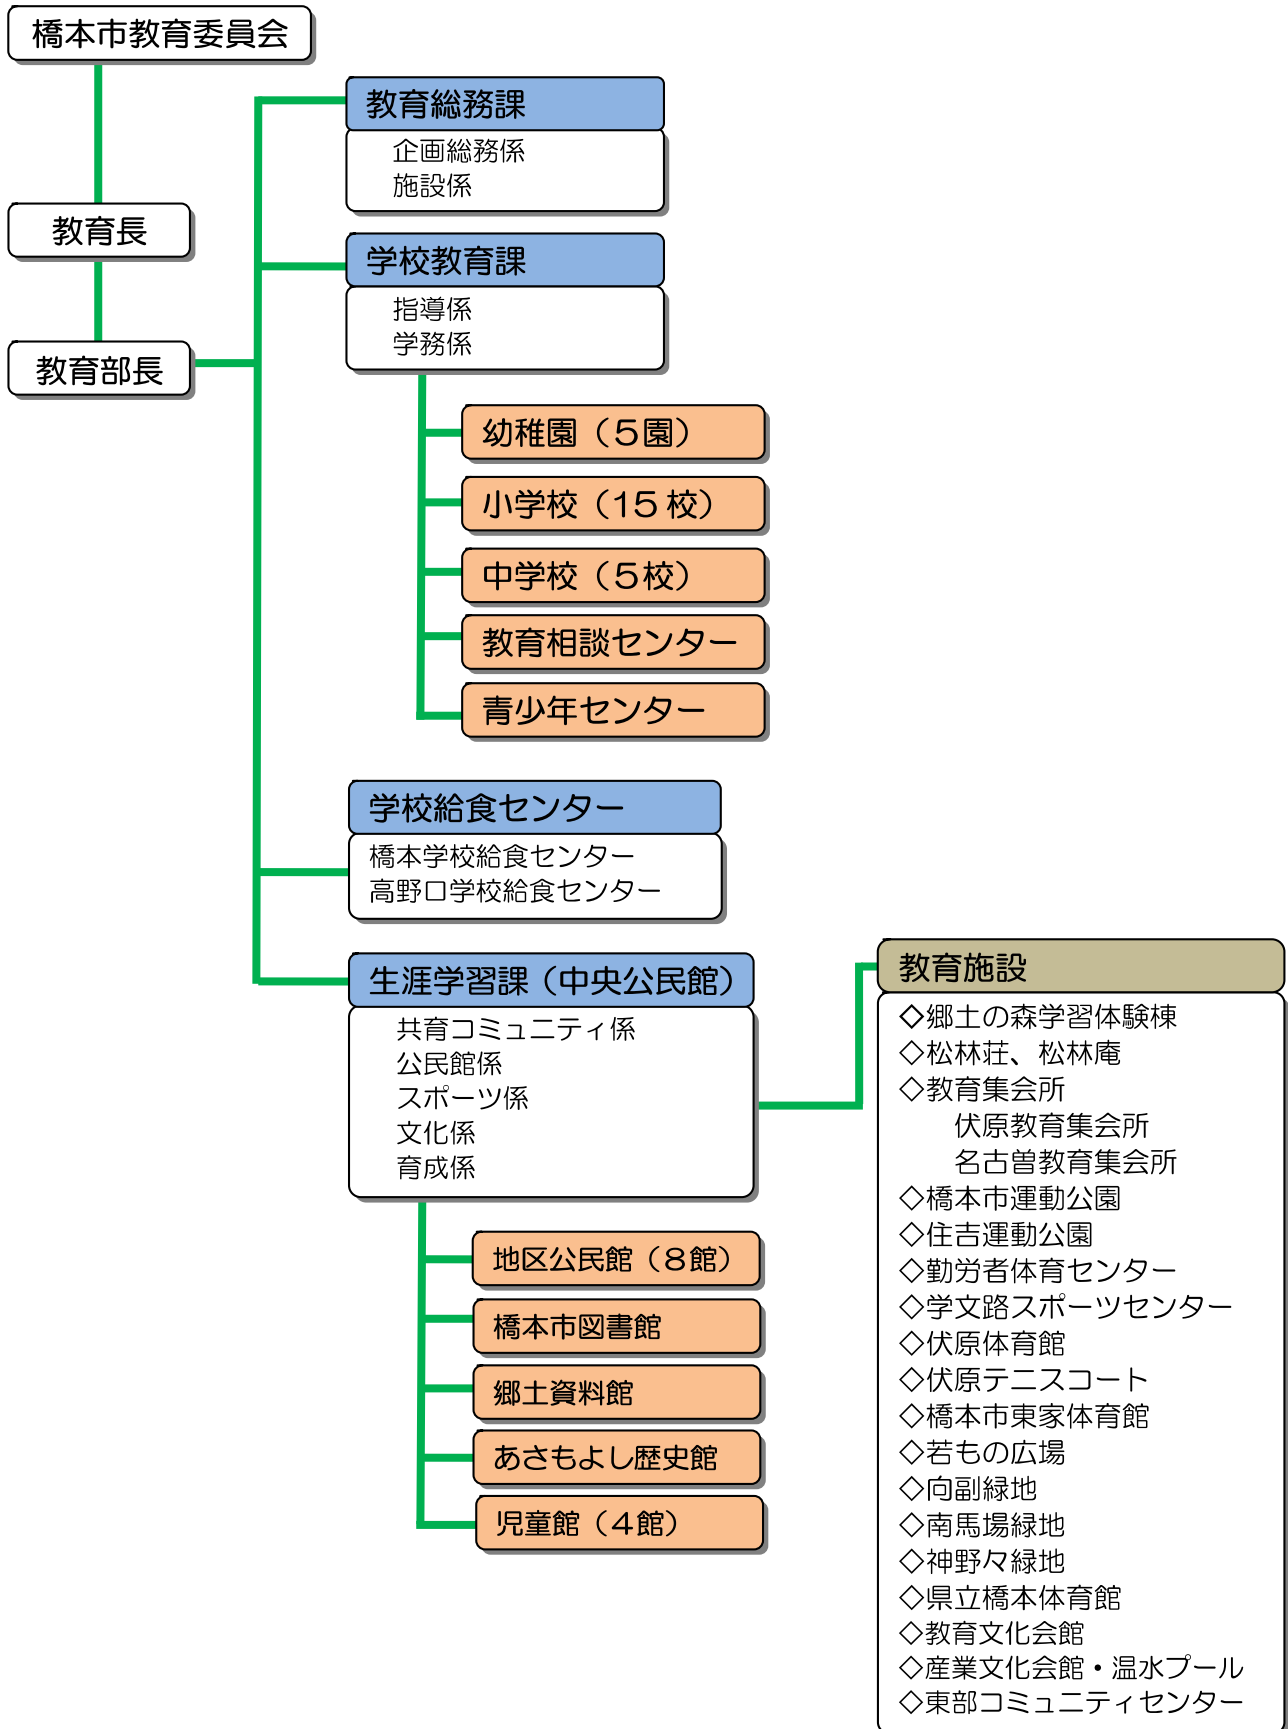 橋本市教育委員会
教育長
教育部長
教育総務課
企画総務係
施設係
学校教育課
指導係
学務係
幼稚園（５園）
小学校（15 校）
中学校（５校）
教育相談センター
青少年センター
学校給食センター
橋本学校給食センター
高野口学校給食センター
生涯学習課（中央公民館）
共育コミュニティ係
公民館係
スポーツ係
文化係
育成係
地区公民館（８館）
橋本市図書館
郷土資料館
あさもよし歴史館
児童館（４館）
教育施設
◇郷土の森学習体験棟
◇松林荘、松林庵
◇教育集会所
伏原教育集会所
名古曽教育集会所
◇橋本市運動公園
◇住吉運動公園
◇勤労者体育センター
◇学文路スポーツセンター
◇伏原体育館
◇伏原テニスコート
◇橋本市東家体育館
◇若もの広場
◇向副緑地
◇南馬場緑地
◇神野々緑地
◇県立橋本体育館
◇教育文化会館
◇産業文化会館・温水プール
◇東部コミュニティセンター